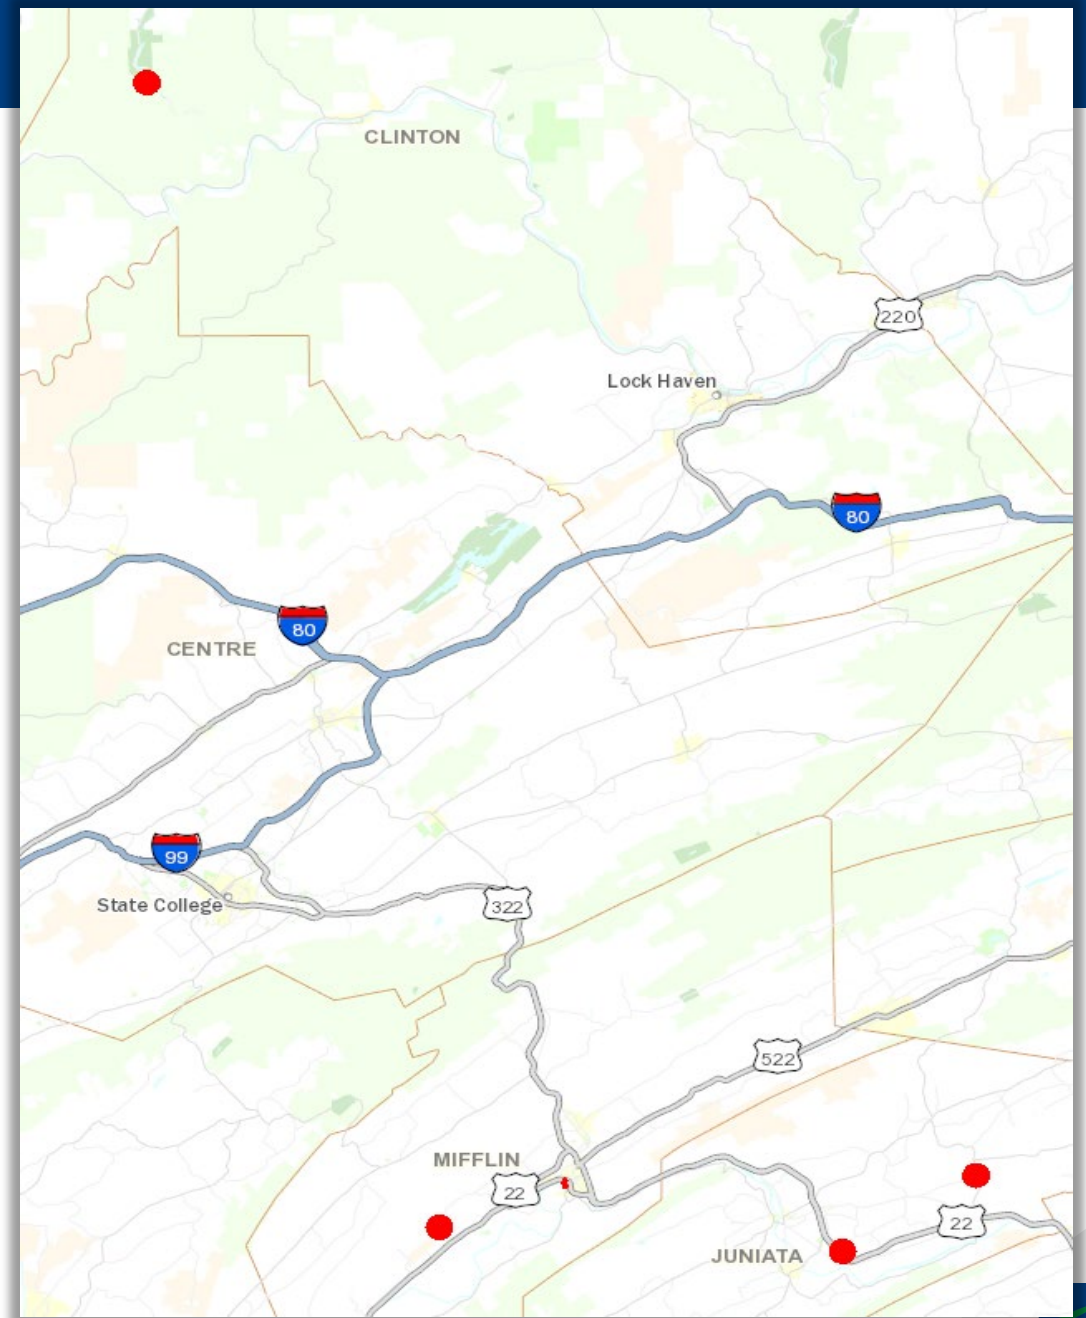 CLINTON
220
Lock Haven
80
80
CENTRE
99
State College
322
522
MIFFLIN
22
22
JUNIATA